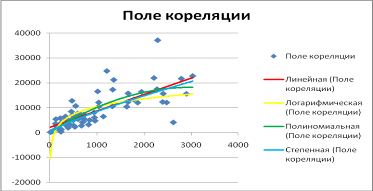 Поле кореляции
40000
30000
20000
10000
0
-10000
-20000
0
1000
2000
3000
4000
Поле кореляции
Линейная (Поле
кореляции)
Логарифмическая
(Поле кореляции)
Полиномиальная
(Поле кореляции)
Степенная (Поле
кореляции)